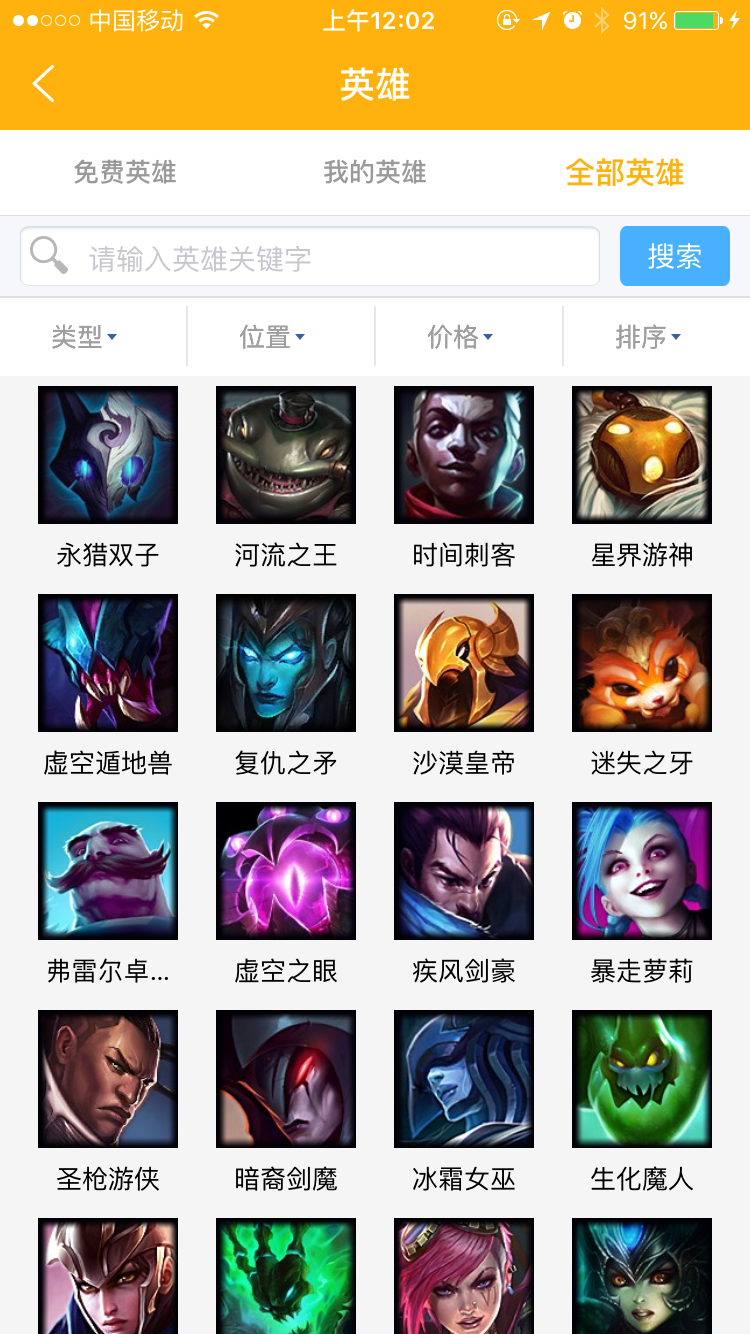 中国移动 上午12:02 91%
英雄
免费英雄 我的英雄 全部英雄
请输入英雄关键字 搜索
类型 位置 价格 排序
永猎双子 河流之王 时间刺客 星界游神
虚空遁地兽 复仇之矛 沙漠皇帝 迷失之牙
弗雷尔卓... 虚空之眼 疾风剑豪 暴走萝莉
圣枪游侠 暗裔剑魔 冰霜女巫 生化魔人